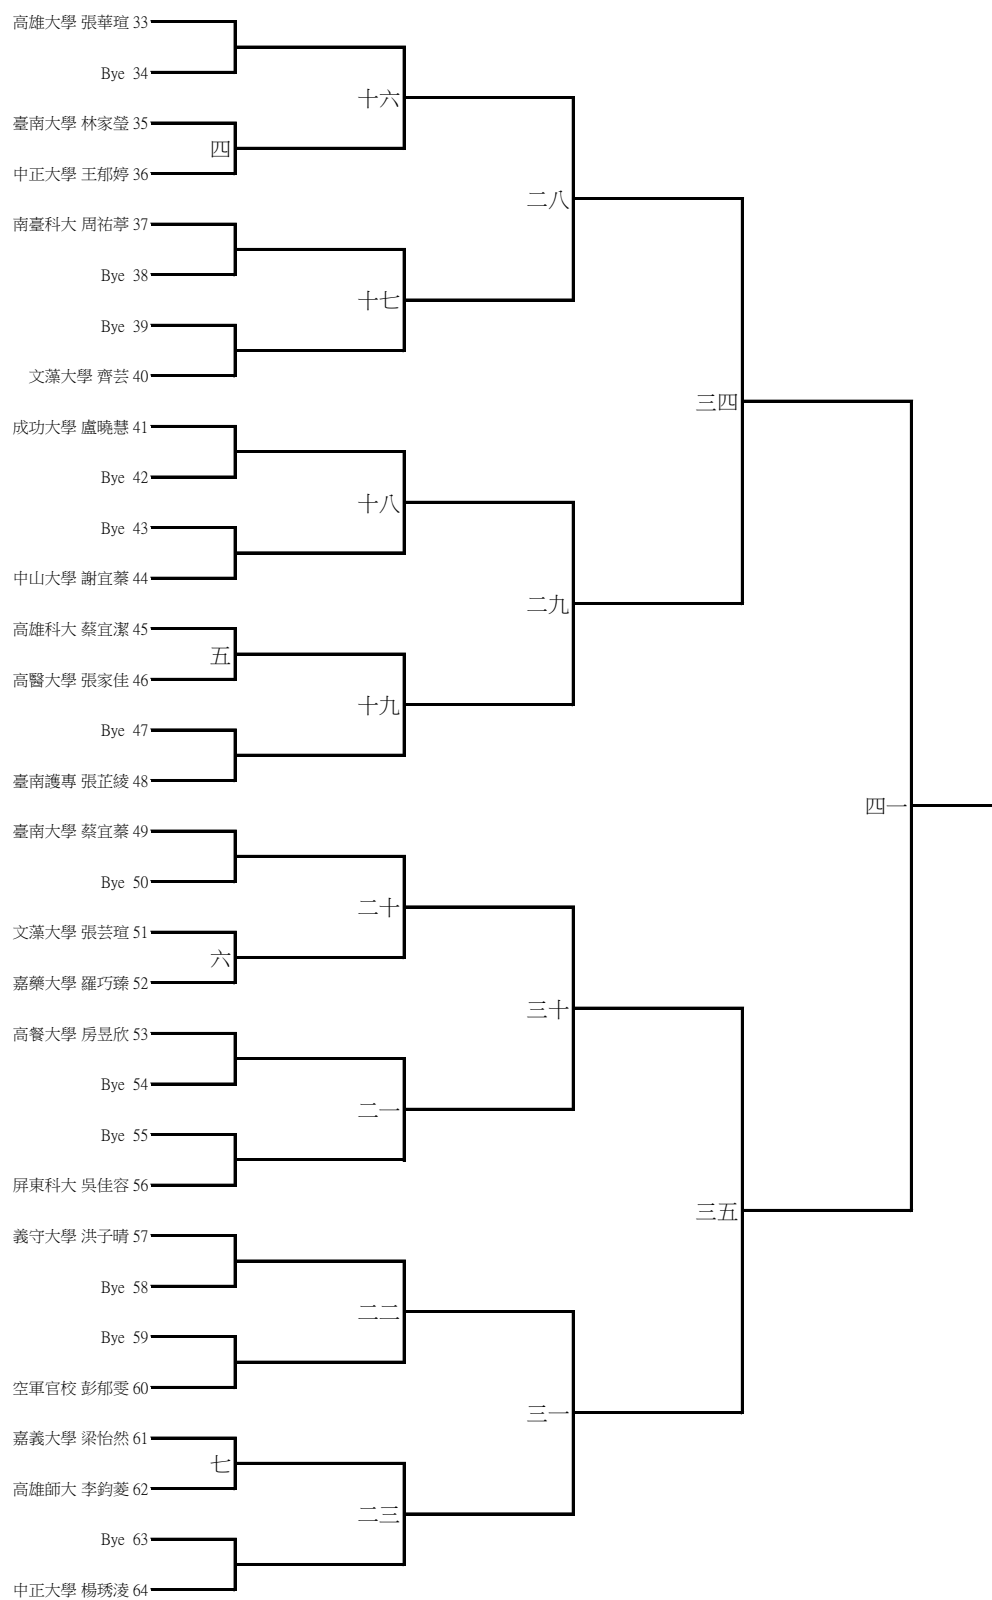 高雄大學 張華瑄 33
Bye 34
十六
臺南大學 林家瑩 35
四
中正大學 王郁婷 36
二八
南臺科大 周祐葶 37
Bye 38
十七
Bye 39
文藻大學 齊芸 40
三四
成功大學 盧曉慧 41
Bye 42
十八
Bye 43
中山大學 謝宜蓁 44
二九
高雄科大 蔡宜潔 45
五
高醫大學 張家佳 46
十九
Bye 47
臺南護專 張芷綾 48
四一
臺南大學 蔡宜蓁 49
Bye 50
二十
文藻大學 張芸瑄 51
六
嘉藥大學 羅巧臻 52
三十
高餐大學 房昱欣 53
Bye 54
二一
Bye 55
屏東科大 吳佳容 56
三五
義守大學 洪子晴 57
Bye 58
二二
Bye 59
空軍官校 彭郁雯 60
三一
嘉義大學 梁怡然 61
七
高雄師大 李鈞菱 62
二三
Bye 63
中正大學 楊琇淩 64